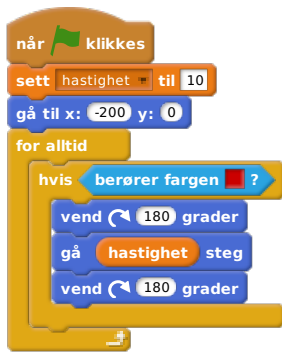 når klikkes
sett hastighet til 10
gå til x: -200 y: 0
for alltid
hvis berører fargen ?
vend 180 grader
gå hastighet steg
vend 180 grader